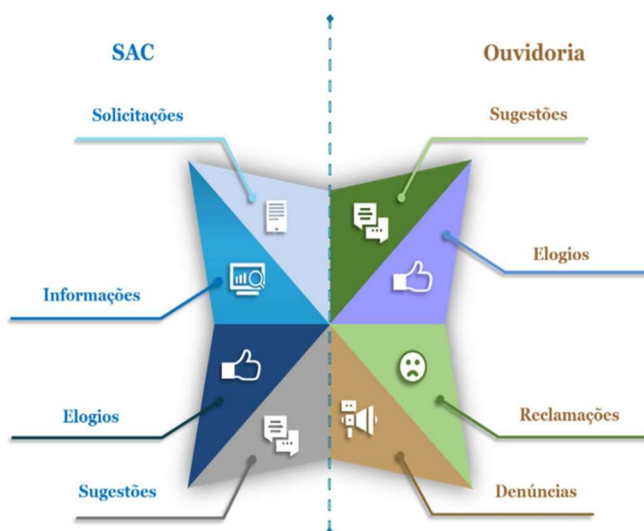 SAC
Ouvidoria
Solicitações
Sugestões
Elogios
Informações
Elogios
Reclamações
Sugestões
Denúncias